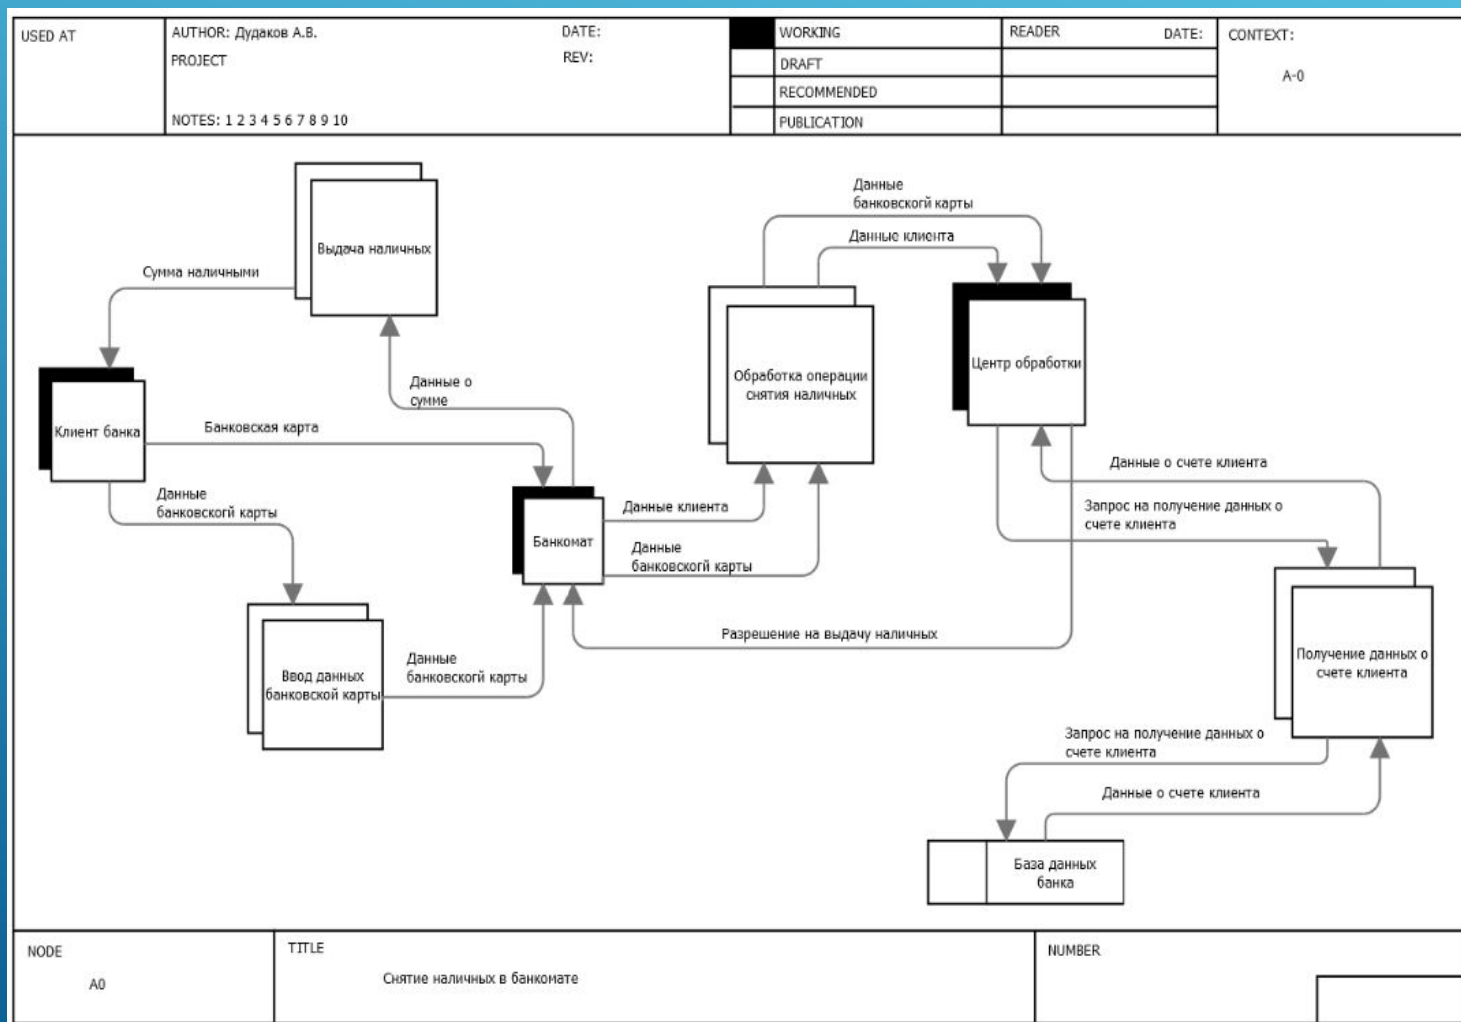 USED AT
AUTHOR: Дудаков А.В.
DATE:
PROJECT
REV:
NOTES: 1 2 3 4 5 6 7 8 9 10
WORKING
DRAFT
RECOMMENDED
PUBLICATION
READER
DATE:
CONTEXT:
A-0
Выдача наличных
Сумма наличными
Данные о
сумме
Клиент банка
Банковская карта
Данные
банковскогй карты
Ввод данных
банковской карты
Данные
банковскогй карты
Банкомат
Данные клиента
Данные
банковскогй карты
Обработка операции
снятия наличных
Данные
банковскогй карты
Данные клиента
Центр обработки
Данные о счете клиента
Запрос на получение данных о
счете клиента
Разрешение на выдачу наличных
Получение данных о
счете клиента
Запрос на получение данных о
счете клиента
Данные о счете клиента
База данных
банка
NODE
A0
TITLE
Снятие наличных в банкомате
NUMBER